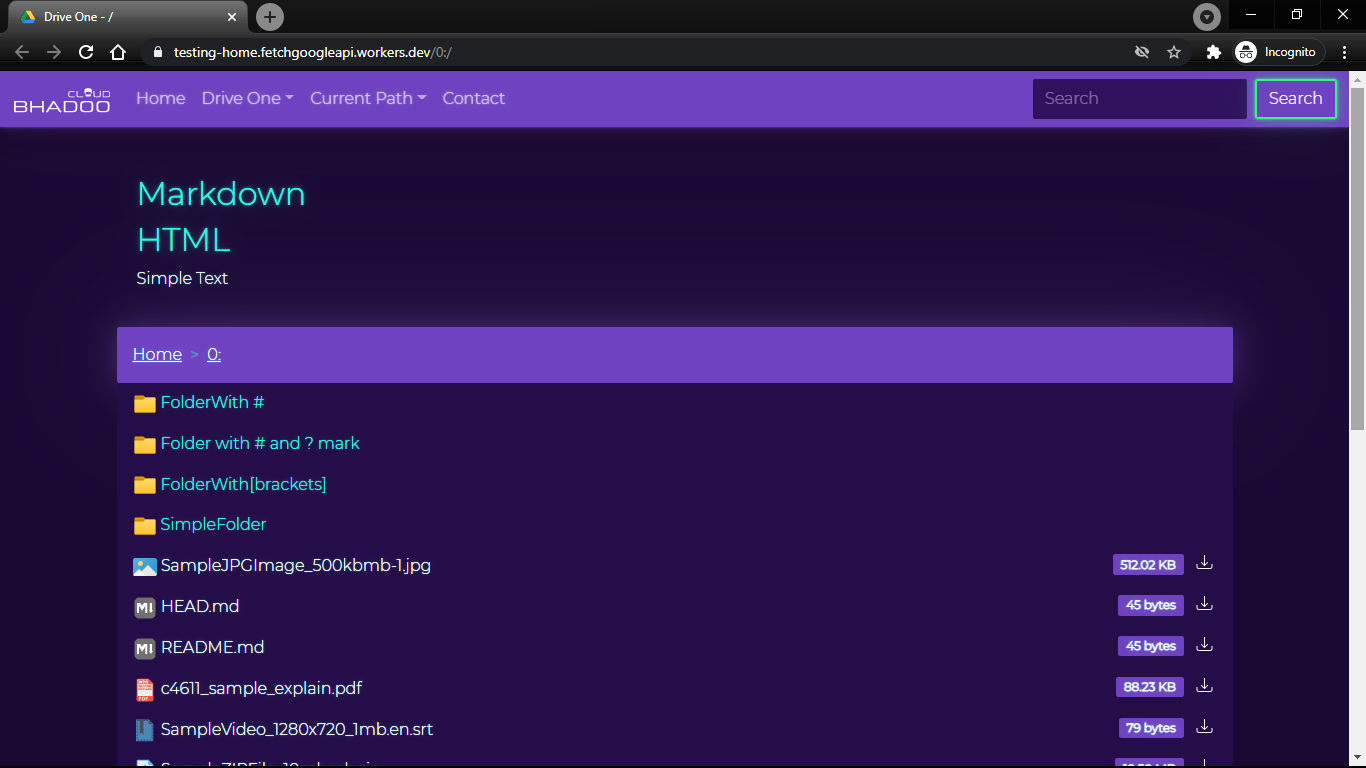 Drive One - /
testing-home.fetchgoogleapi.workers.dev/0:/
Incognito
CLOUD
BHADOO
Home
Drive One
Current Path
Contact
Search
Search
Markdown
HTML
Simple Text
Home > 0:
FolderWith #
Folder with # and ? mark
FolderWith[brackets]
SimpleFolder
SampleJPGImage_500kbmb-1.jpg
512.02 KB
HEAD.md
45 bytes
README.md
45 bytes
c4611_sample_explain.pdf
88.23 KB
SampleVideo_1280x720_1mb.en.srt
79 bytes